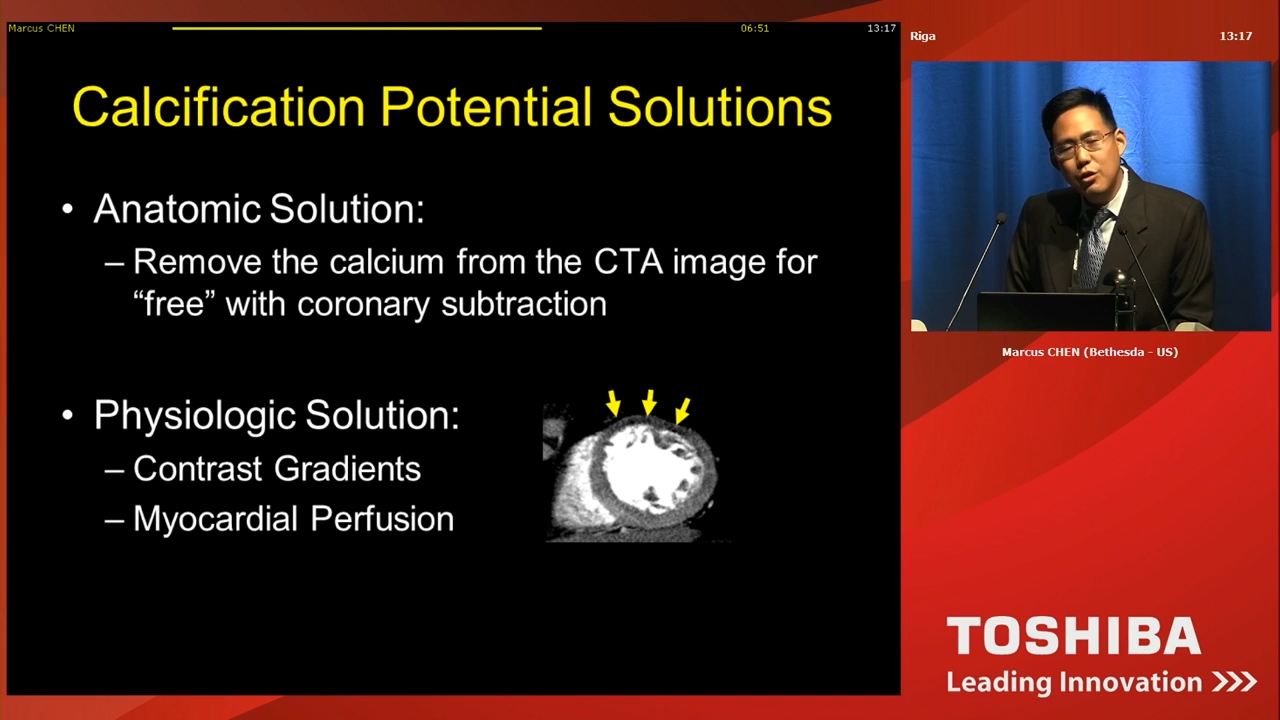 Marcus CHEN 06:51 13:17
Calcification Potential Solutions
• Anatomic Solution:
– Remove the calcium from the CTA image for
“free” with coronary subtraction
• Physiologic Solution:
– Contrast Gradients
– Myocardial Perfusion
Riga 13:17
Marcus CHEN (Bethesda - US)
TOSHIBA
Leading Innovation >>>